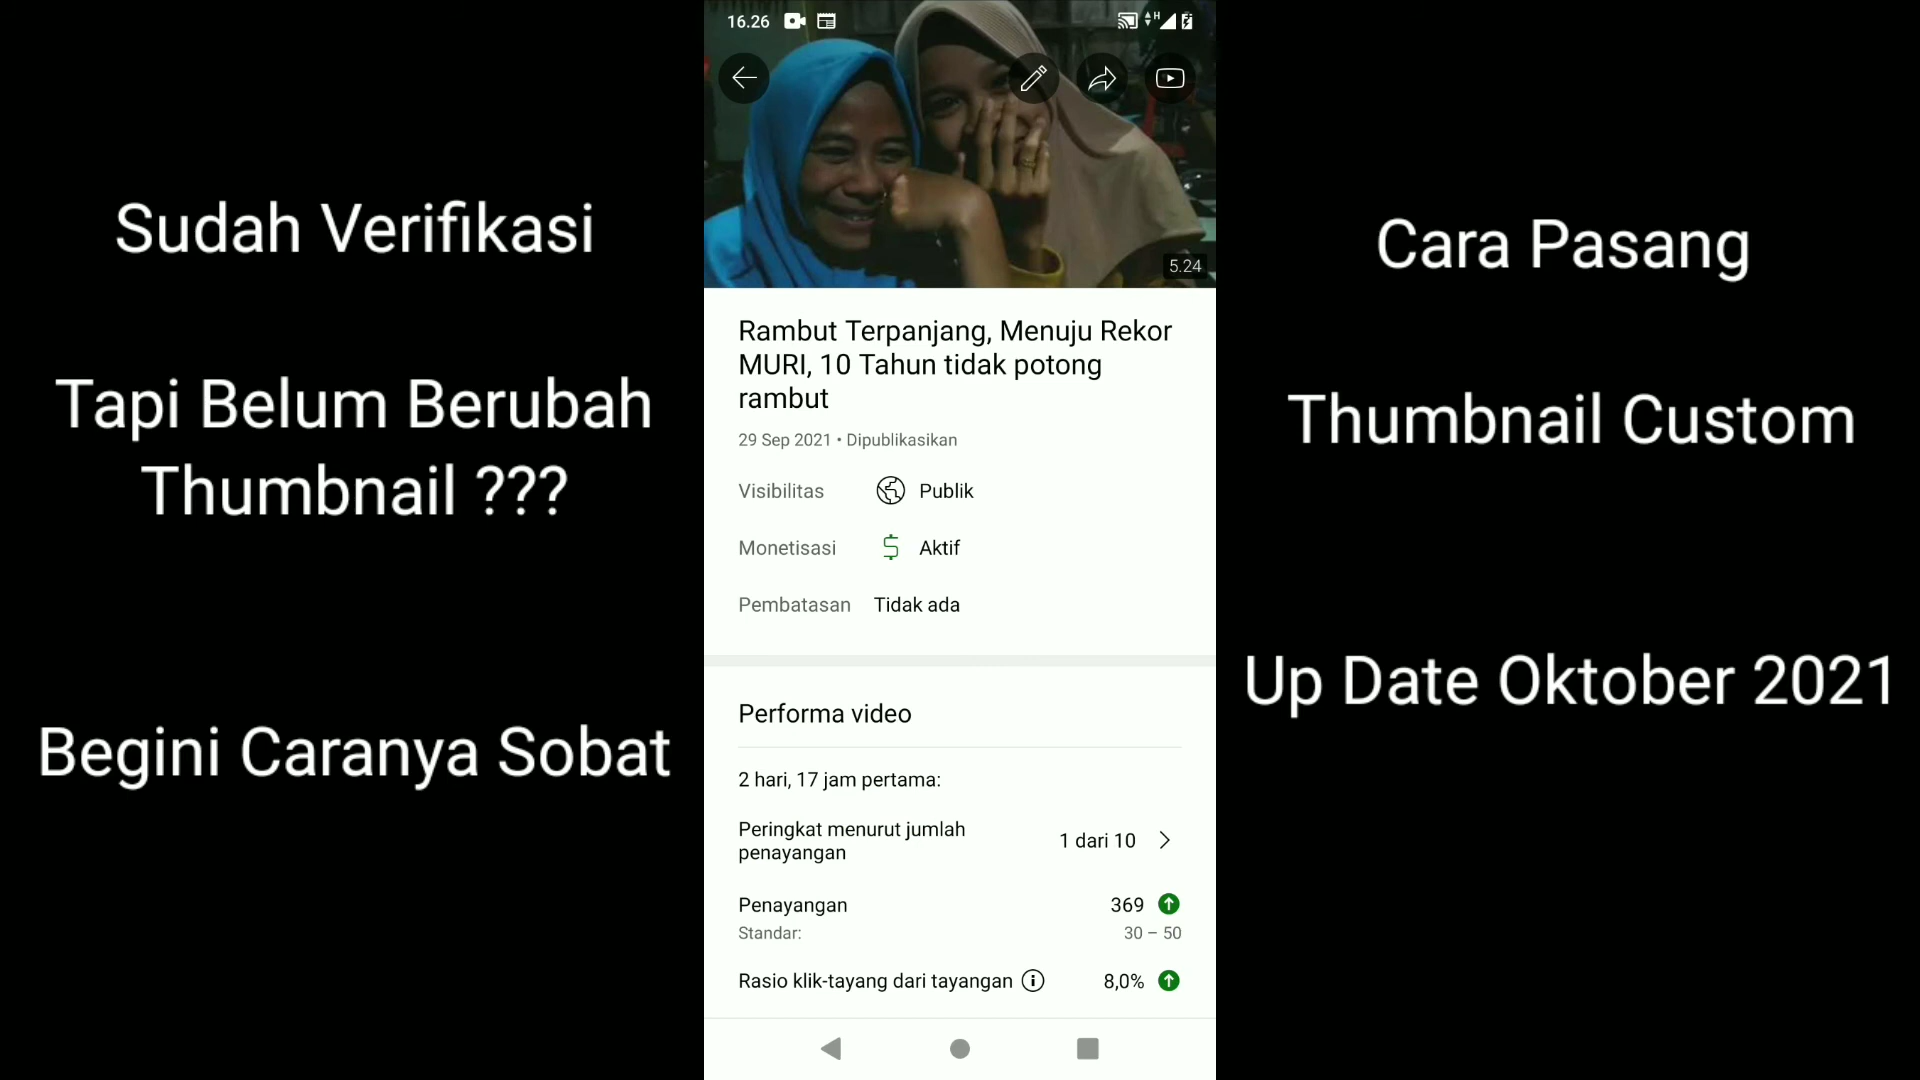 Sudah Verifikasi
Tapi Belum Berubah
Thumbnail ???
Begini Caranya Sobat
16.26
H
5.24
Rambut Terpanjang, Menuju Rekor
MURI, 10 Tahun tidak potong
rambut
29 Sep 2021 • Dipublikasikan
Visibilitas Publik
Monetisasi Aktif
Pembatasan Tidak ada
Performa video
2 hari, 17 jam pertama:
Peringkat menurut jumlah
penayangan
1 dari 10
Penayangan 369
Standar: 30 – 50
Rasio klik-tayang dari tayangan 8,0%
Cara Pasang
Thumbnail Custom
Up Date Oktober 2021